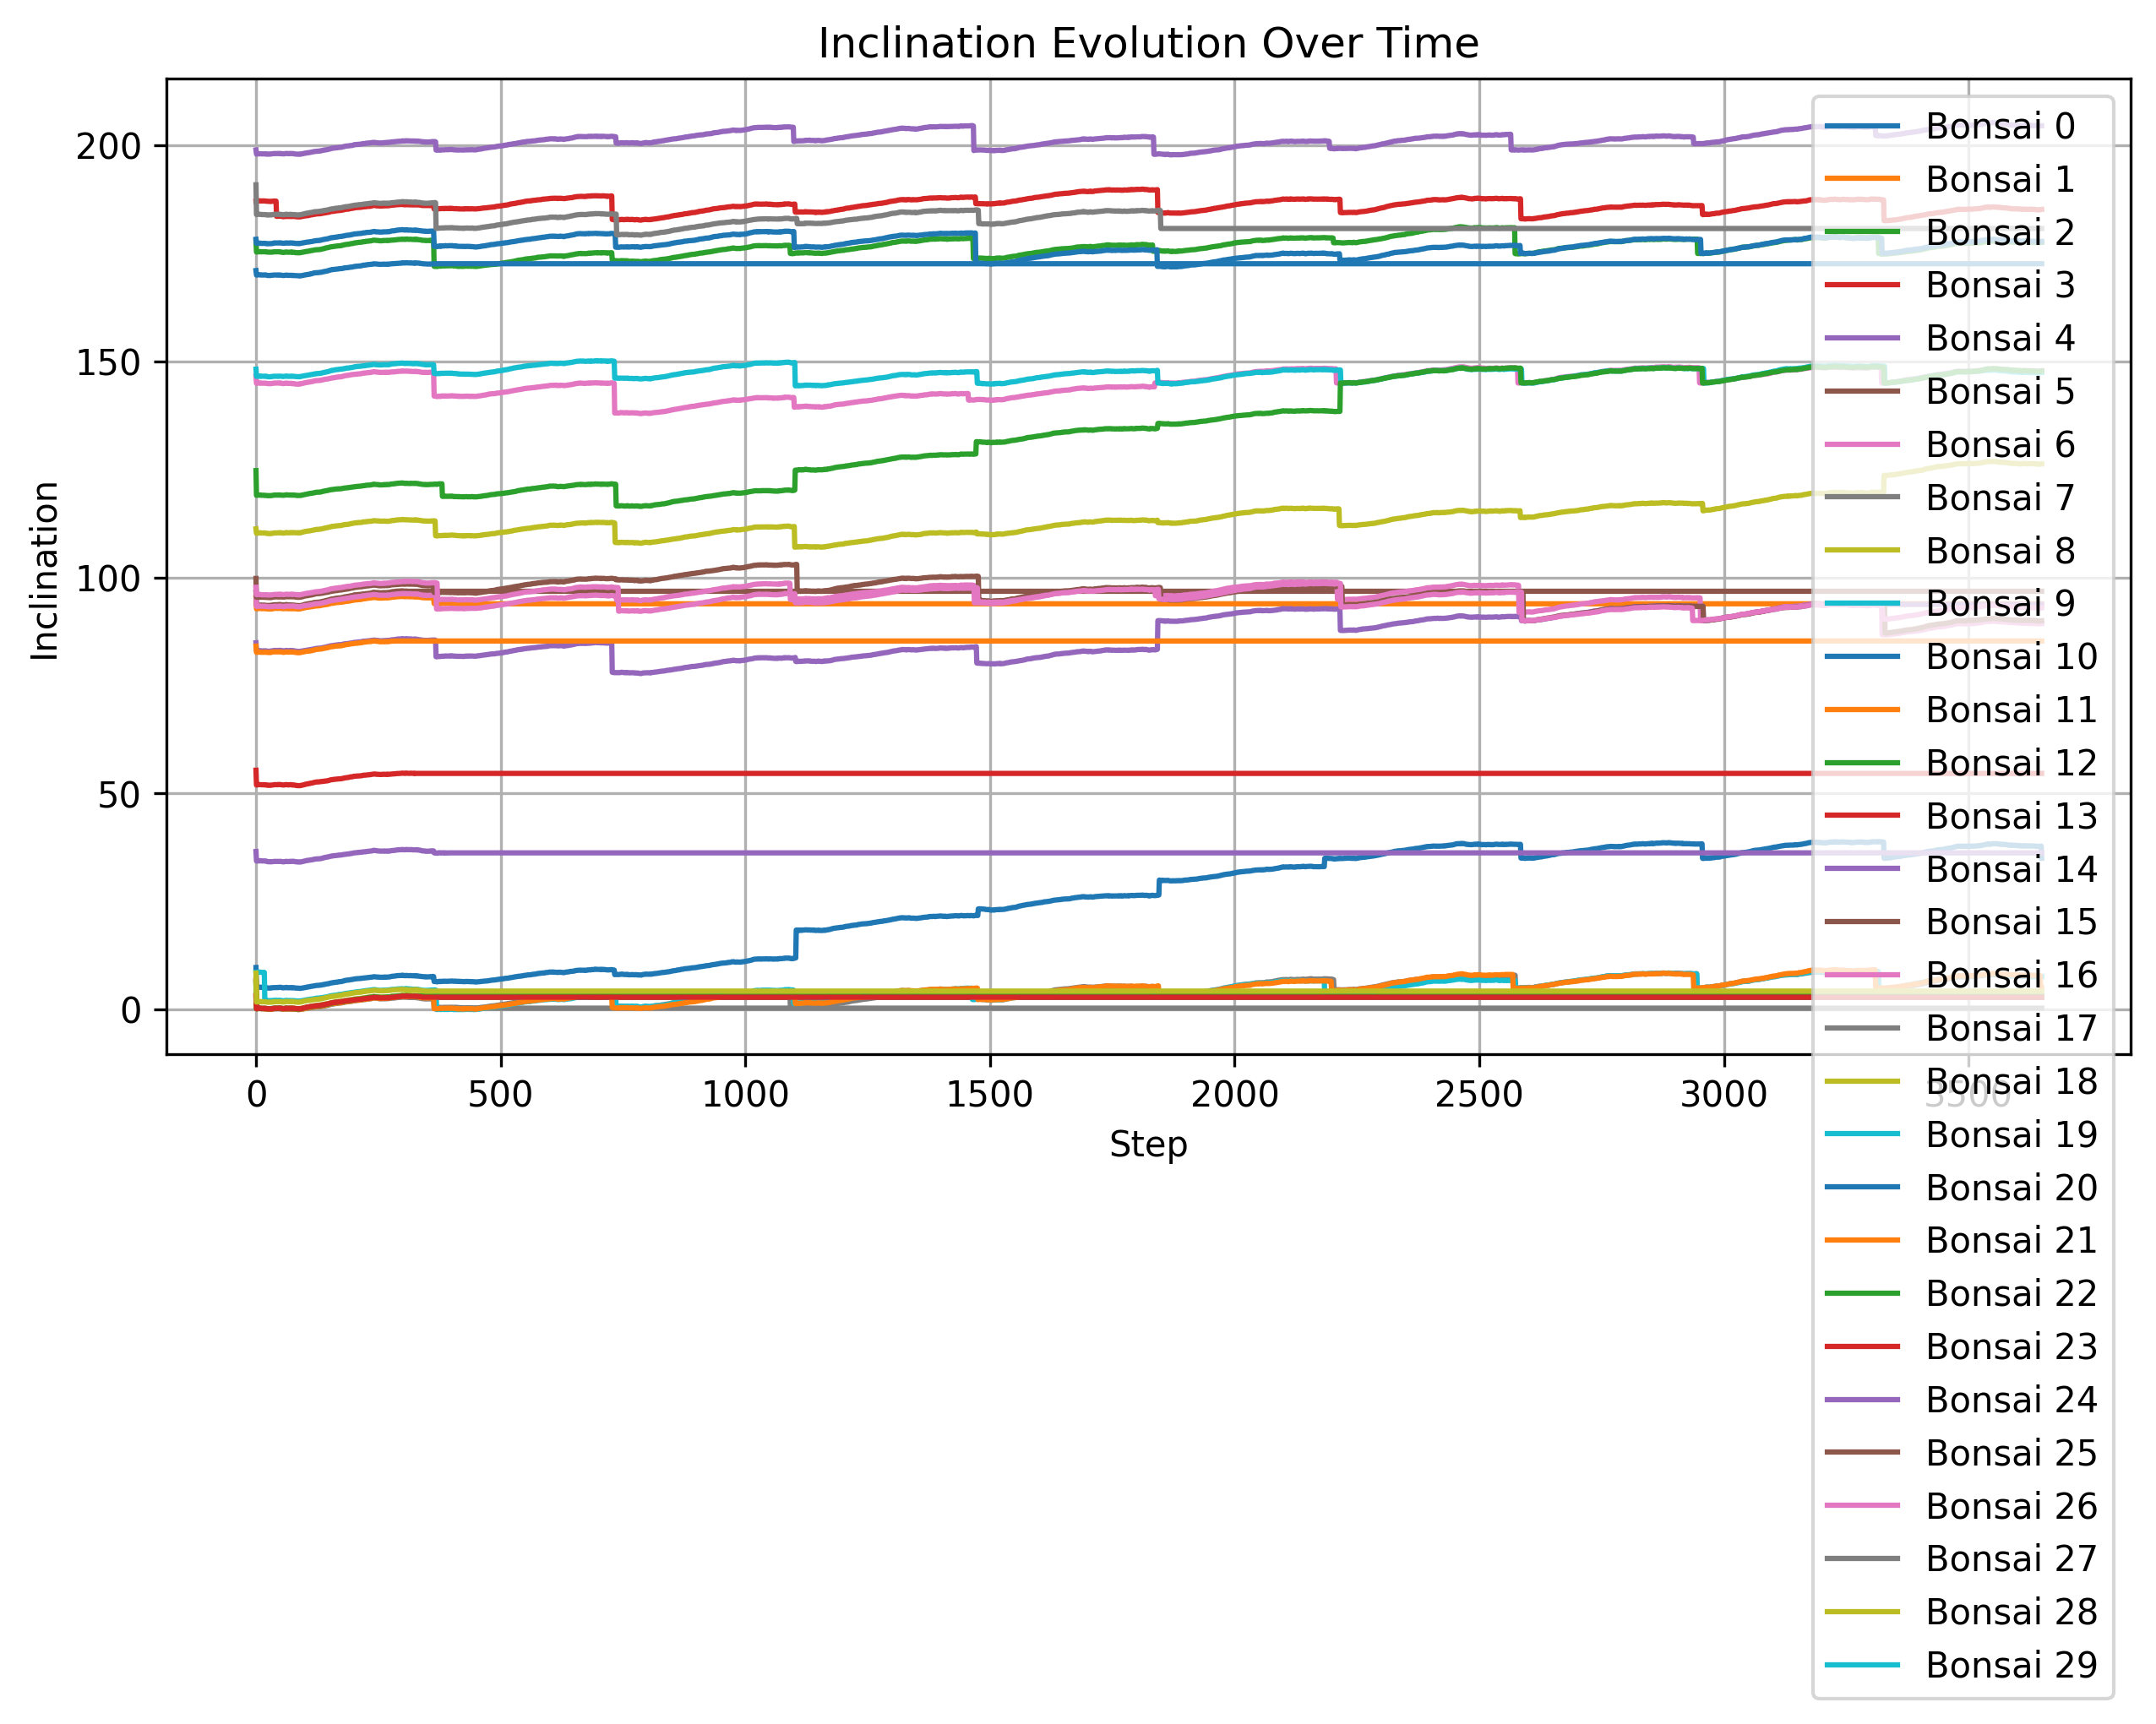 Inclination Evolution Over Time
Inclination
200
150
100
50
0
0 500 1000 1500 2000 2500 3000 3500
Step
Bonsai 0
Bonsai 1
Bonsai 2
Bonsai 3
Bonsai 4
Bonsai 5
Bonsai 6
Bonsai 7
Bonsai 8
Bonsai 9
Bonsai 10
Bonsai 11
Bonsai 12
Bonsai 13
Bonsai 14
Bonsai 15
Bonsai 16
Bonsai 17
Bonsai 18
Bonsai 19
Bonsai 20
Bonsai 21
Bonsai 22
Bonsai 23
Bonsai 24
Bonsai 25
Bonsai 26
Bonsai 27
Bonsai 28
Bonsai 29